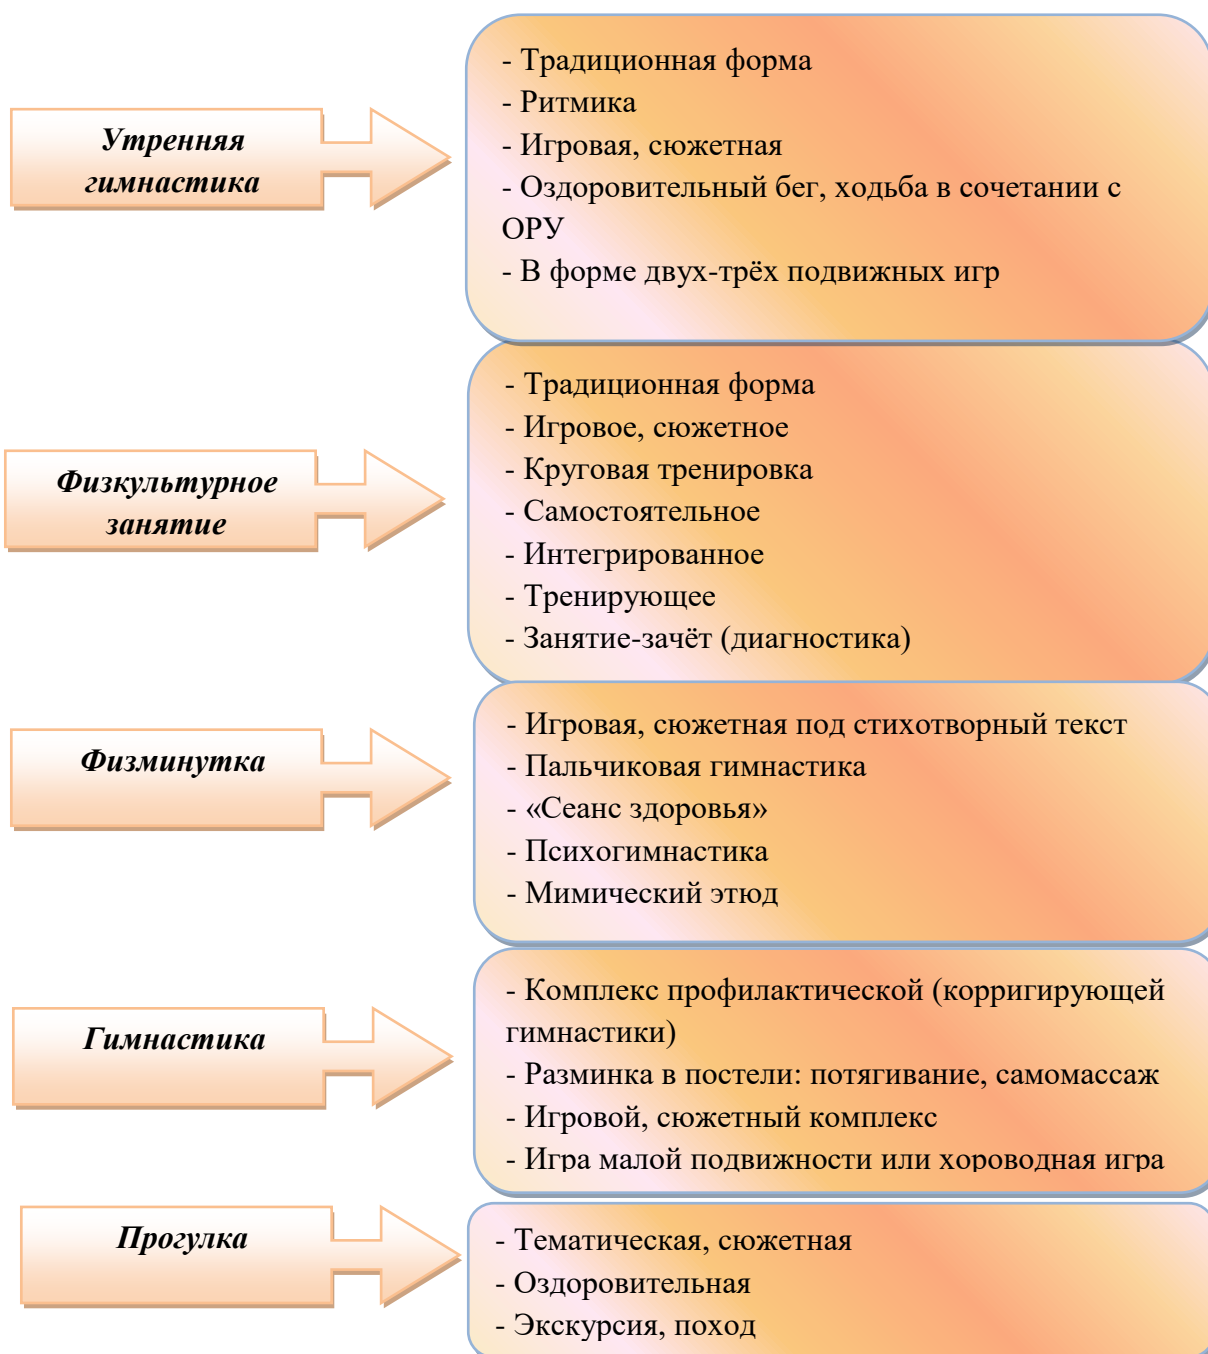 Утренняя
гимнастика
- Традиционная форма
- Ритмика
- Игровая, сюжетная
- Оздоровительный бег, ходьба в сочетании с
ОРУ
- В форме двух-трёх подвижных игр
Физкультурное
занятие
- Традиционная форма
- Игровое, сюжетное
- Круговая тренировка
- Самостоятельное
- Интегрированное
- Тренирующее
- Занятие-зачёт (диагностика)
Физминутка
- Игровая, сюжетная под стихотворный текст
- Пальчиковая гимнастика
- «Сеанс здоровья»
- Психогимнастика
- Мимический этюд
Гимнастика
- Комплекс профилактической (корригирующей
гимнастики)
- Разминка в постели: потягивание, самомассаж
- Игровой, сюжетный комплекс
- Игра малой подвижности или хороводная игра
Прогулка
- Тематическая, сюжетная
- Оздоровительная
- Экскурсия, поход